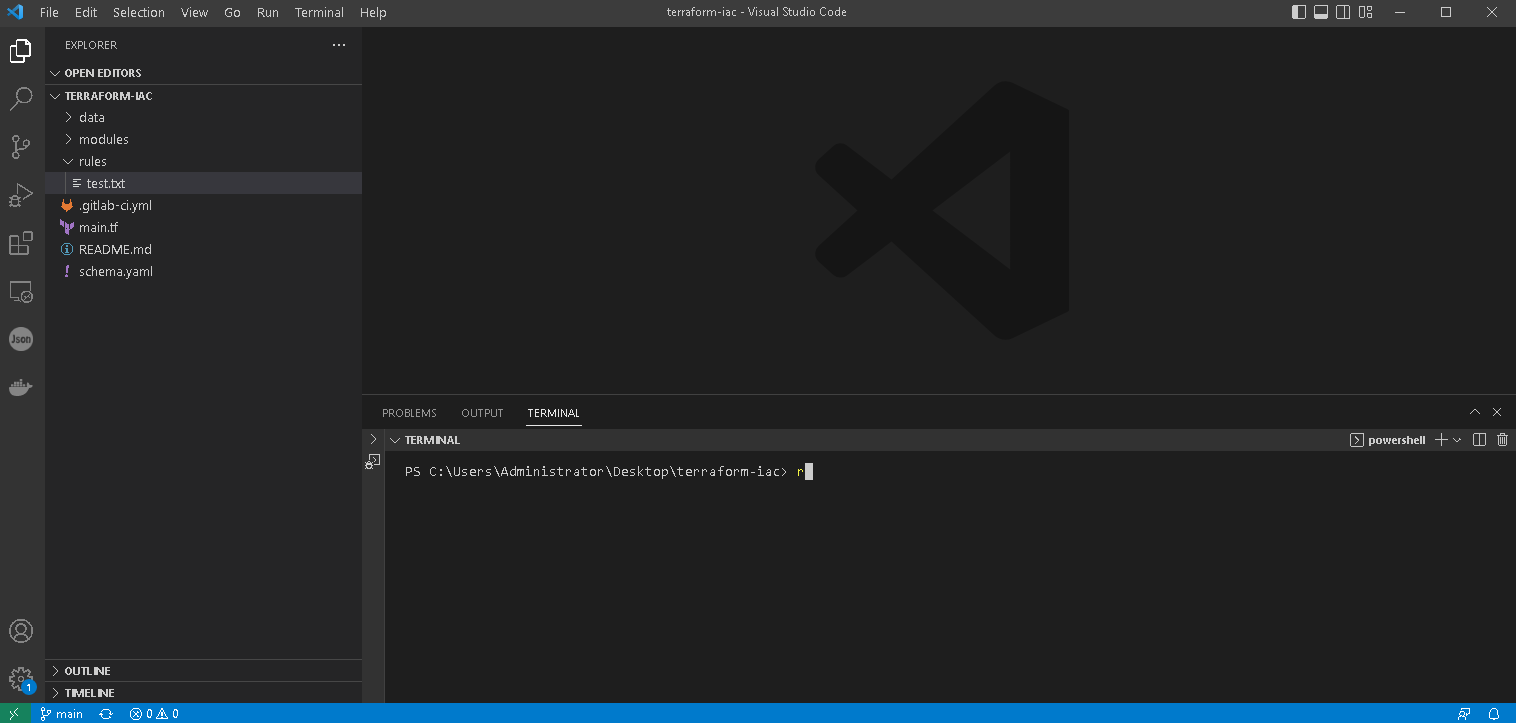 File Edit Selection View Go Run Terminal Help terraform-iac - Visual Studio Code
EXPLORER
OPEN EDITORS
TERRAFORM-IAC
data
modules
rules
test.txt
.gitlab-ci.yml
main.tf
README.md
schema.yaml
Json
OUTLINE
TIMELINE
PROBLEMS OUTPUT TERMINAL
TERMINAL powershell
PS C:\Users\Administrator\Desktop\terraform-iac> r
1
main 0 0